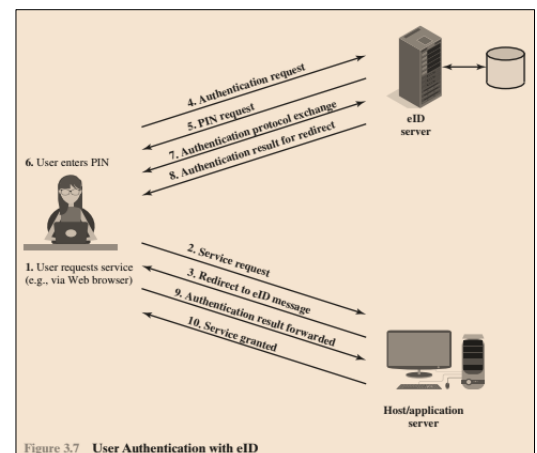 4. Authentication request
5. PIN request
7. Authentication protocol exchange
8. Authentication result for redirect
eID
server
6. User enters PIN
1. User requests service
(e.g., via Web browser)
2. Service request
3. Redirect to eID message
9. Authentication result forwarded
10. Service granted
Host/application
server
Figure 3.7 User Authentication with eID